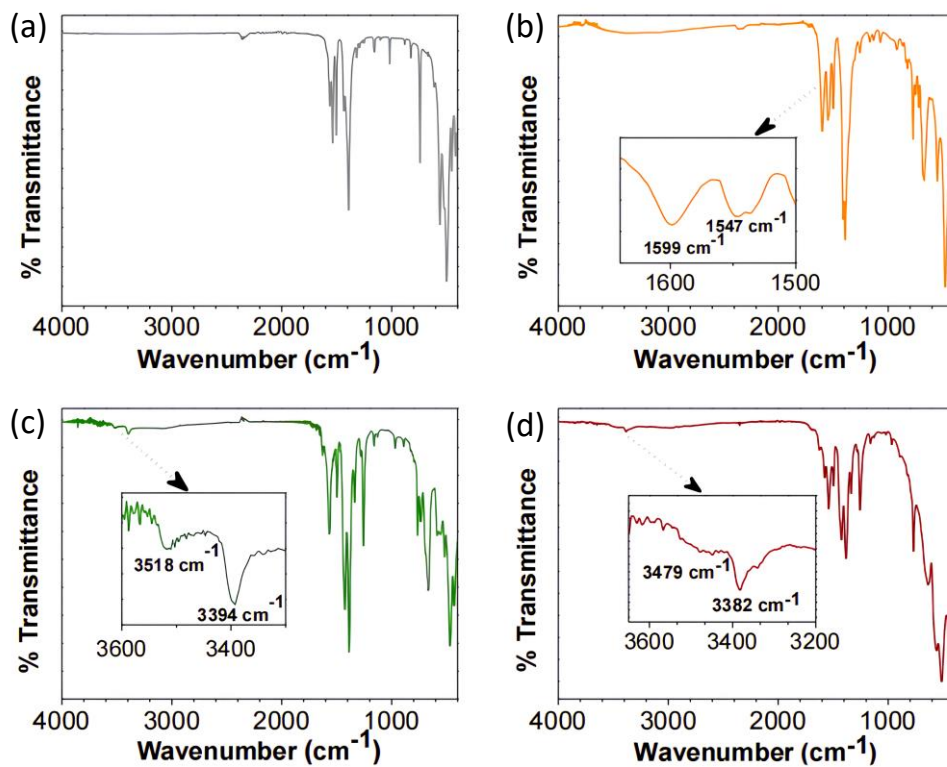 (a)
% Transmittance
4000 3000 2000 1000
Wavenumber (cm-1)
(b)
% Transmittance
1599 cm-1
1547 cm-1
1600 1500
4000 3000 2000 1000
Wavenumber (cm-1)
(c)
% Transmittance
3518 cm-1
3394 cm-1
3600 3400
4000 3000 2000 1000
Wavenumber (cm-1)
(d)
% Transmittance
3479 cm-1
3382 cm-1
3600 3400 3200
4000 3000 2000 1000
Wavenumber (cm-1)